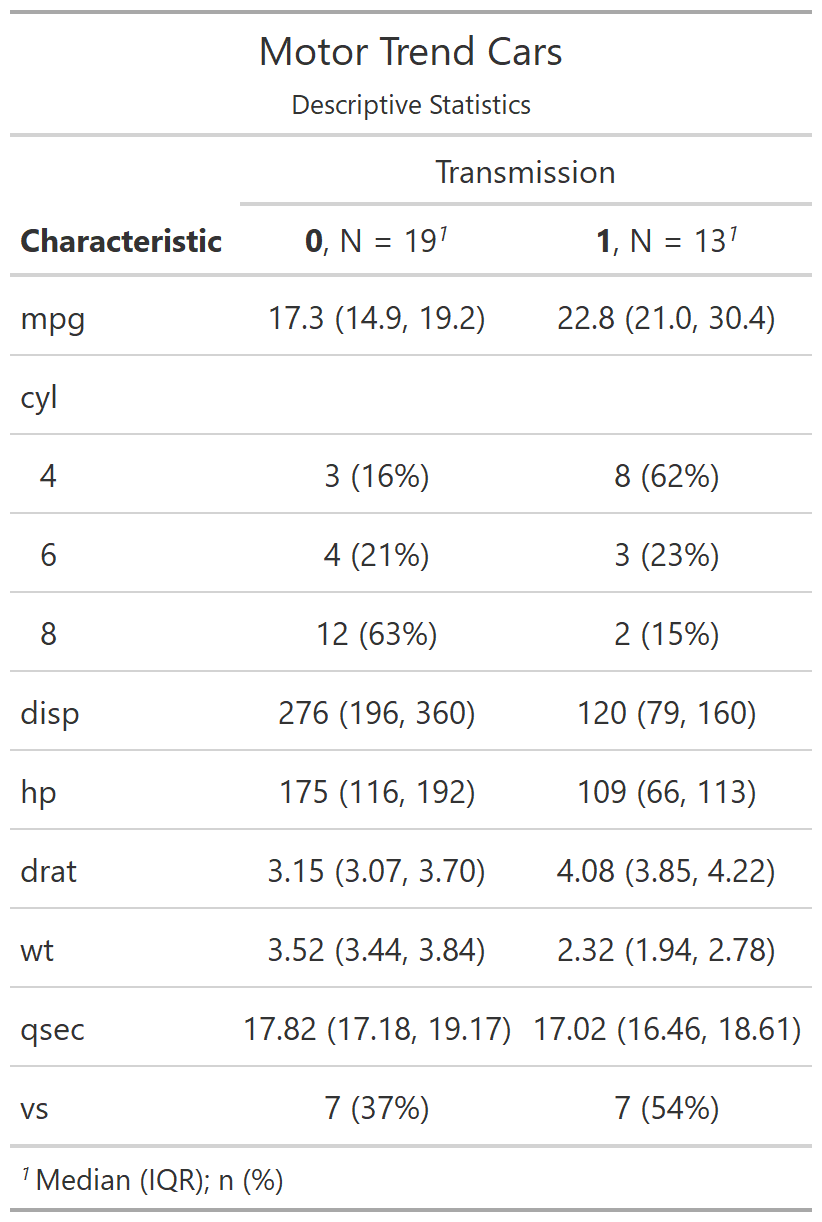 Motor Trend Cars
Descriptive Statistics
Transmission
Characteristic 0, N = 19¹ 1, N = 13¹
mpg 17.3 (14.9, 19.2) 22.8 (21.0, 30.4)
cyl
4 3 (16%) 8 (62%)
6 4 (21%) 3 (23%)
8 12 (63%) 2 (15%)
disp 276 (196, 360) 120 (79, 160)
hp 175 (116, 192) 109 (66, 113)
drat 3.15 (3.07, 3.70) 4.08 (3.85, 4.22)
wt 3.52 (3.44, 3.84) 2.32 (1.94, 2.78)
qsec 17.82 (17.18, 19.17) 17.02 (16.46, 18.61)
vs 7 (37%) 7 (54%)
¹ Median (IQR); n (%)